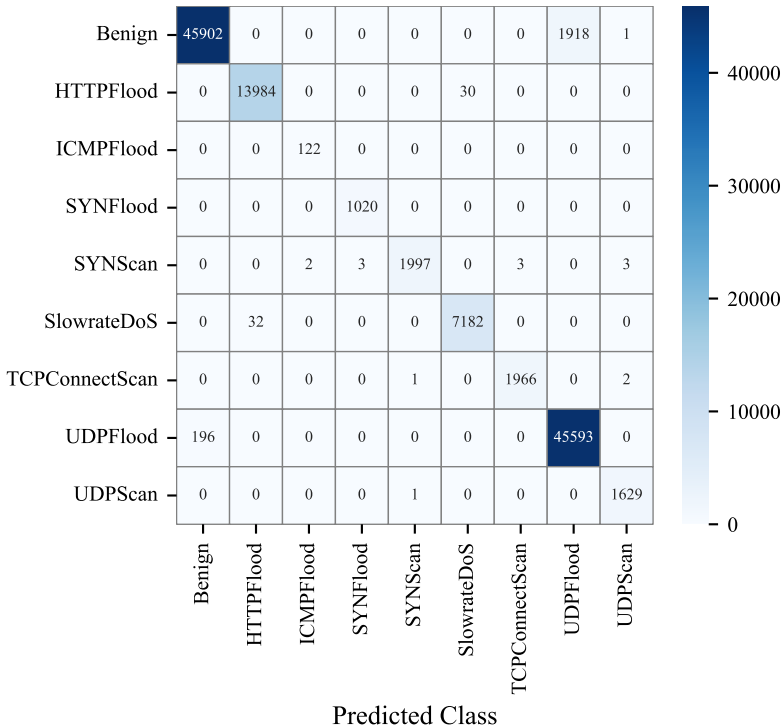 Benign 45902 0 0 0 0 0 0 1918 1
HTTPFlood 0 13984 0 0 0 30 0 0 0
ICMPFlood 0 0 122 0 0 0 0 0 0
SYNFlood 0 0 0 1020 0 0 0 0 0
SYNScan 0 0 2 3 1997 0 3 0 3
SlowrateDoS 0 32 0 0 0 7182 0 0 0
TCPConnectScan 0 0 0 0 1 0 1966 0 2
UDPFlood 196 0 0 0 0 0 0 45593 0
UDPScan 0 0 0 0 1 0 0 0 1629
Benign HTTPFlood ICMPFlood SYNFlood SYNScan SlowrateDoS TCPConnectScan UDPFlood UDPScan
Predicted Class
40000
30000
20000
10000
0